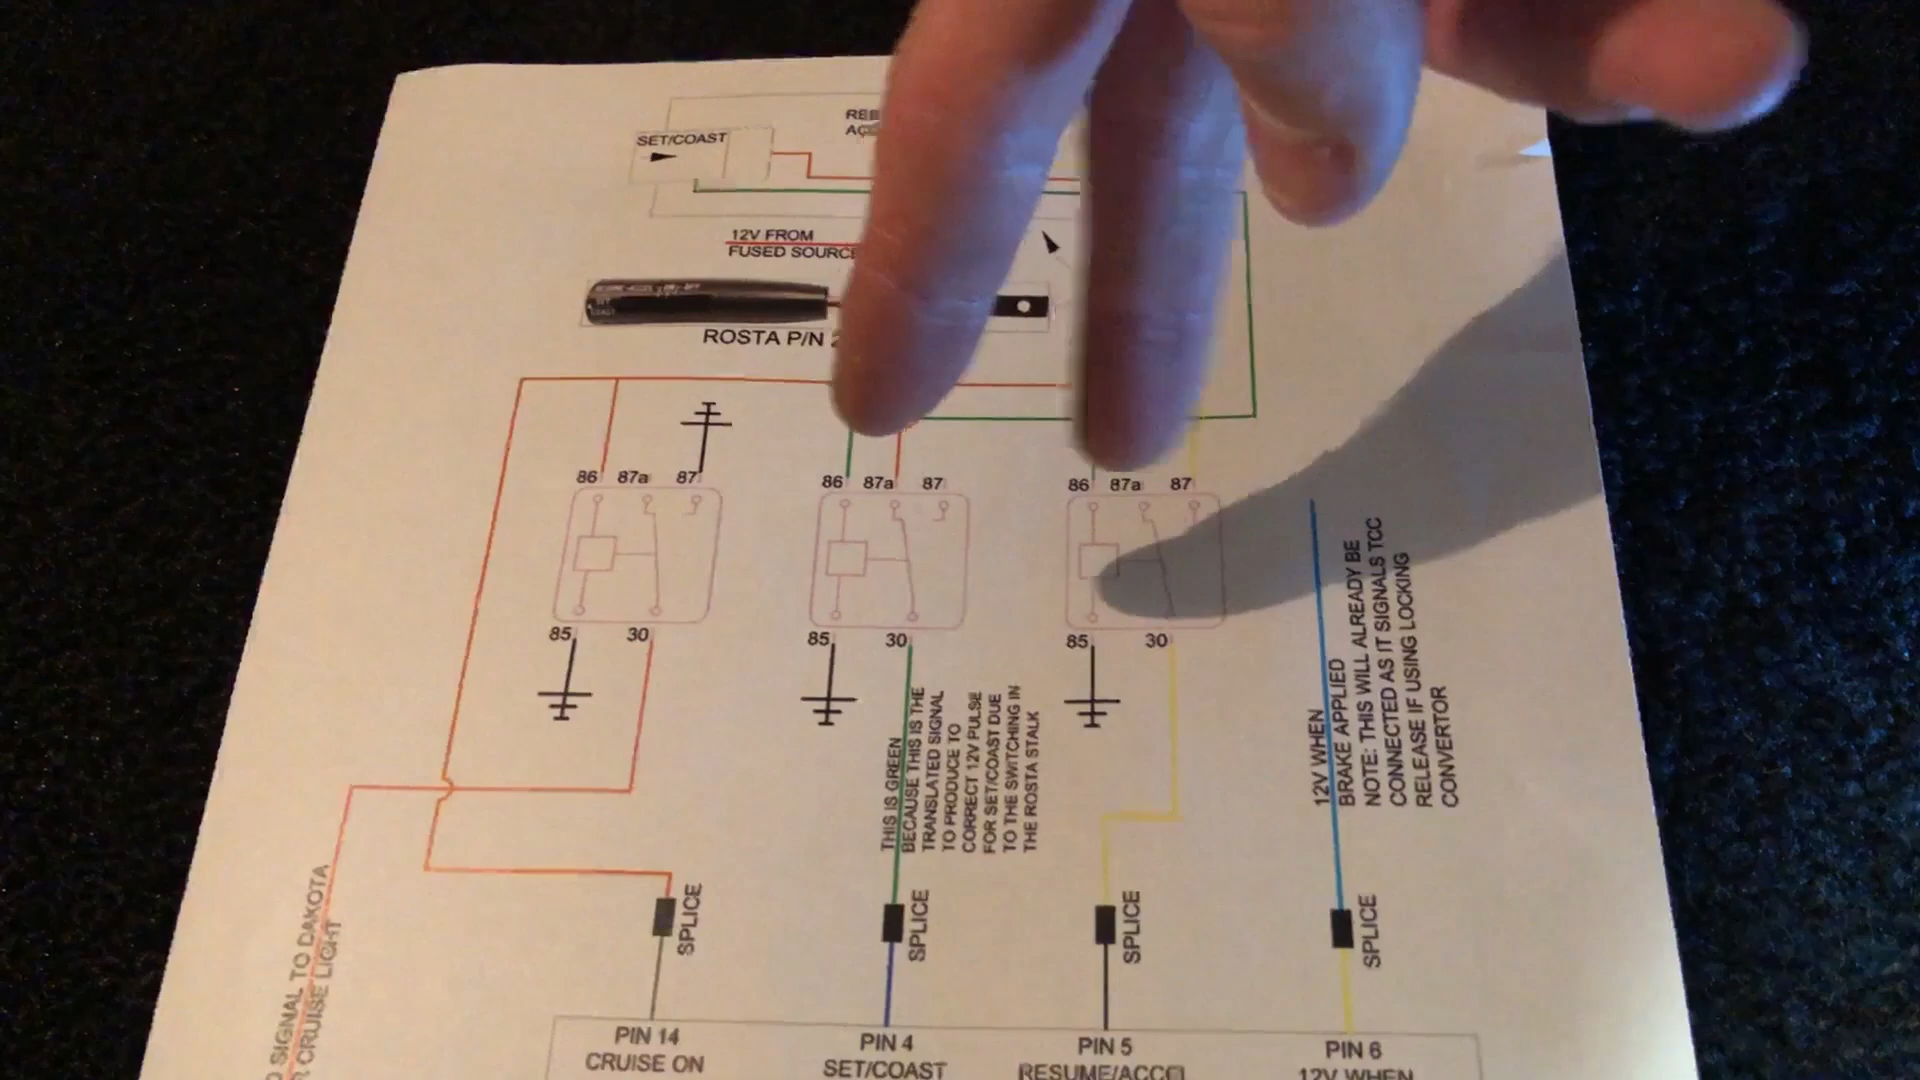 SET/COAST
12V FROM
FUSED SOURCE
SET
COAST
ROSTA P/N
86 87a 87
86 87a 87
86 87a 87
85 30
85 30
85 30
THIS IS GREEN
BECAUSE THIS IS THE
TRANSLATED SIGNAL
TO PRODUCE TO
CORRECT 12V PULSE
FOR SET/COAST DUE
TO THE SWITCHING IN
THE ROSTA STALK
12V WHEN
BRAKE APPLIED
NOTE: THIS WILL ALREADY BE
CONNECTED AS IT SIGNALS TCC
RELEASE IF USING LOCKING
CONVERTOR
SIGNAL TO DAKOTA
CRUISE LIGHT
SPLICE
SPLICE
SPLICE
SPLICE
PIN 14
CRUISE ON
PIN 4
SET/COAST
PIN 5
RESUME/ACCEL
PIN 6
12V WHEN